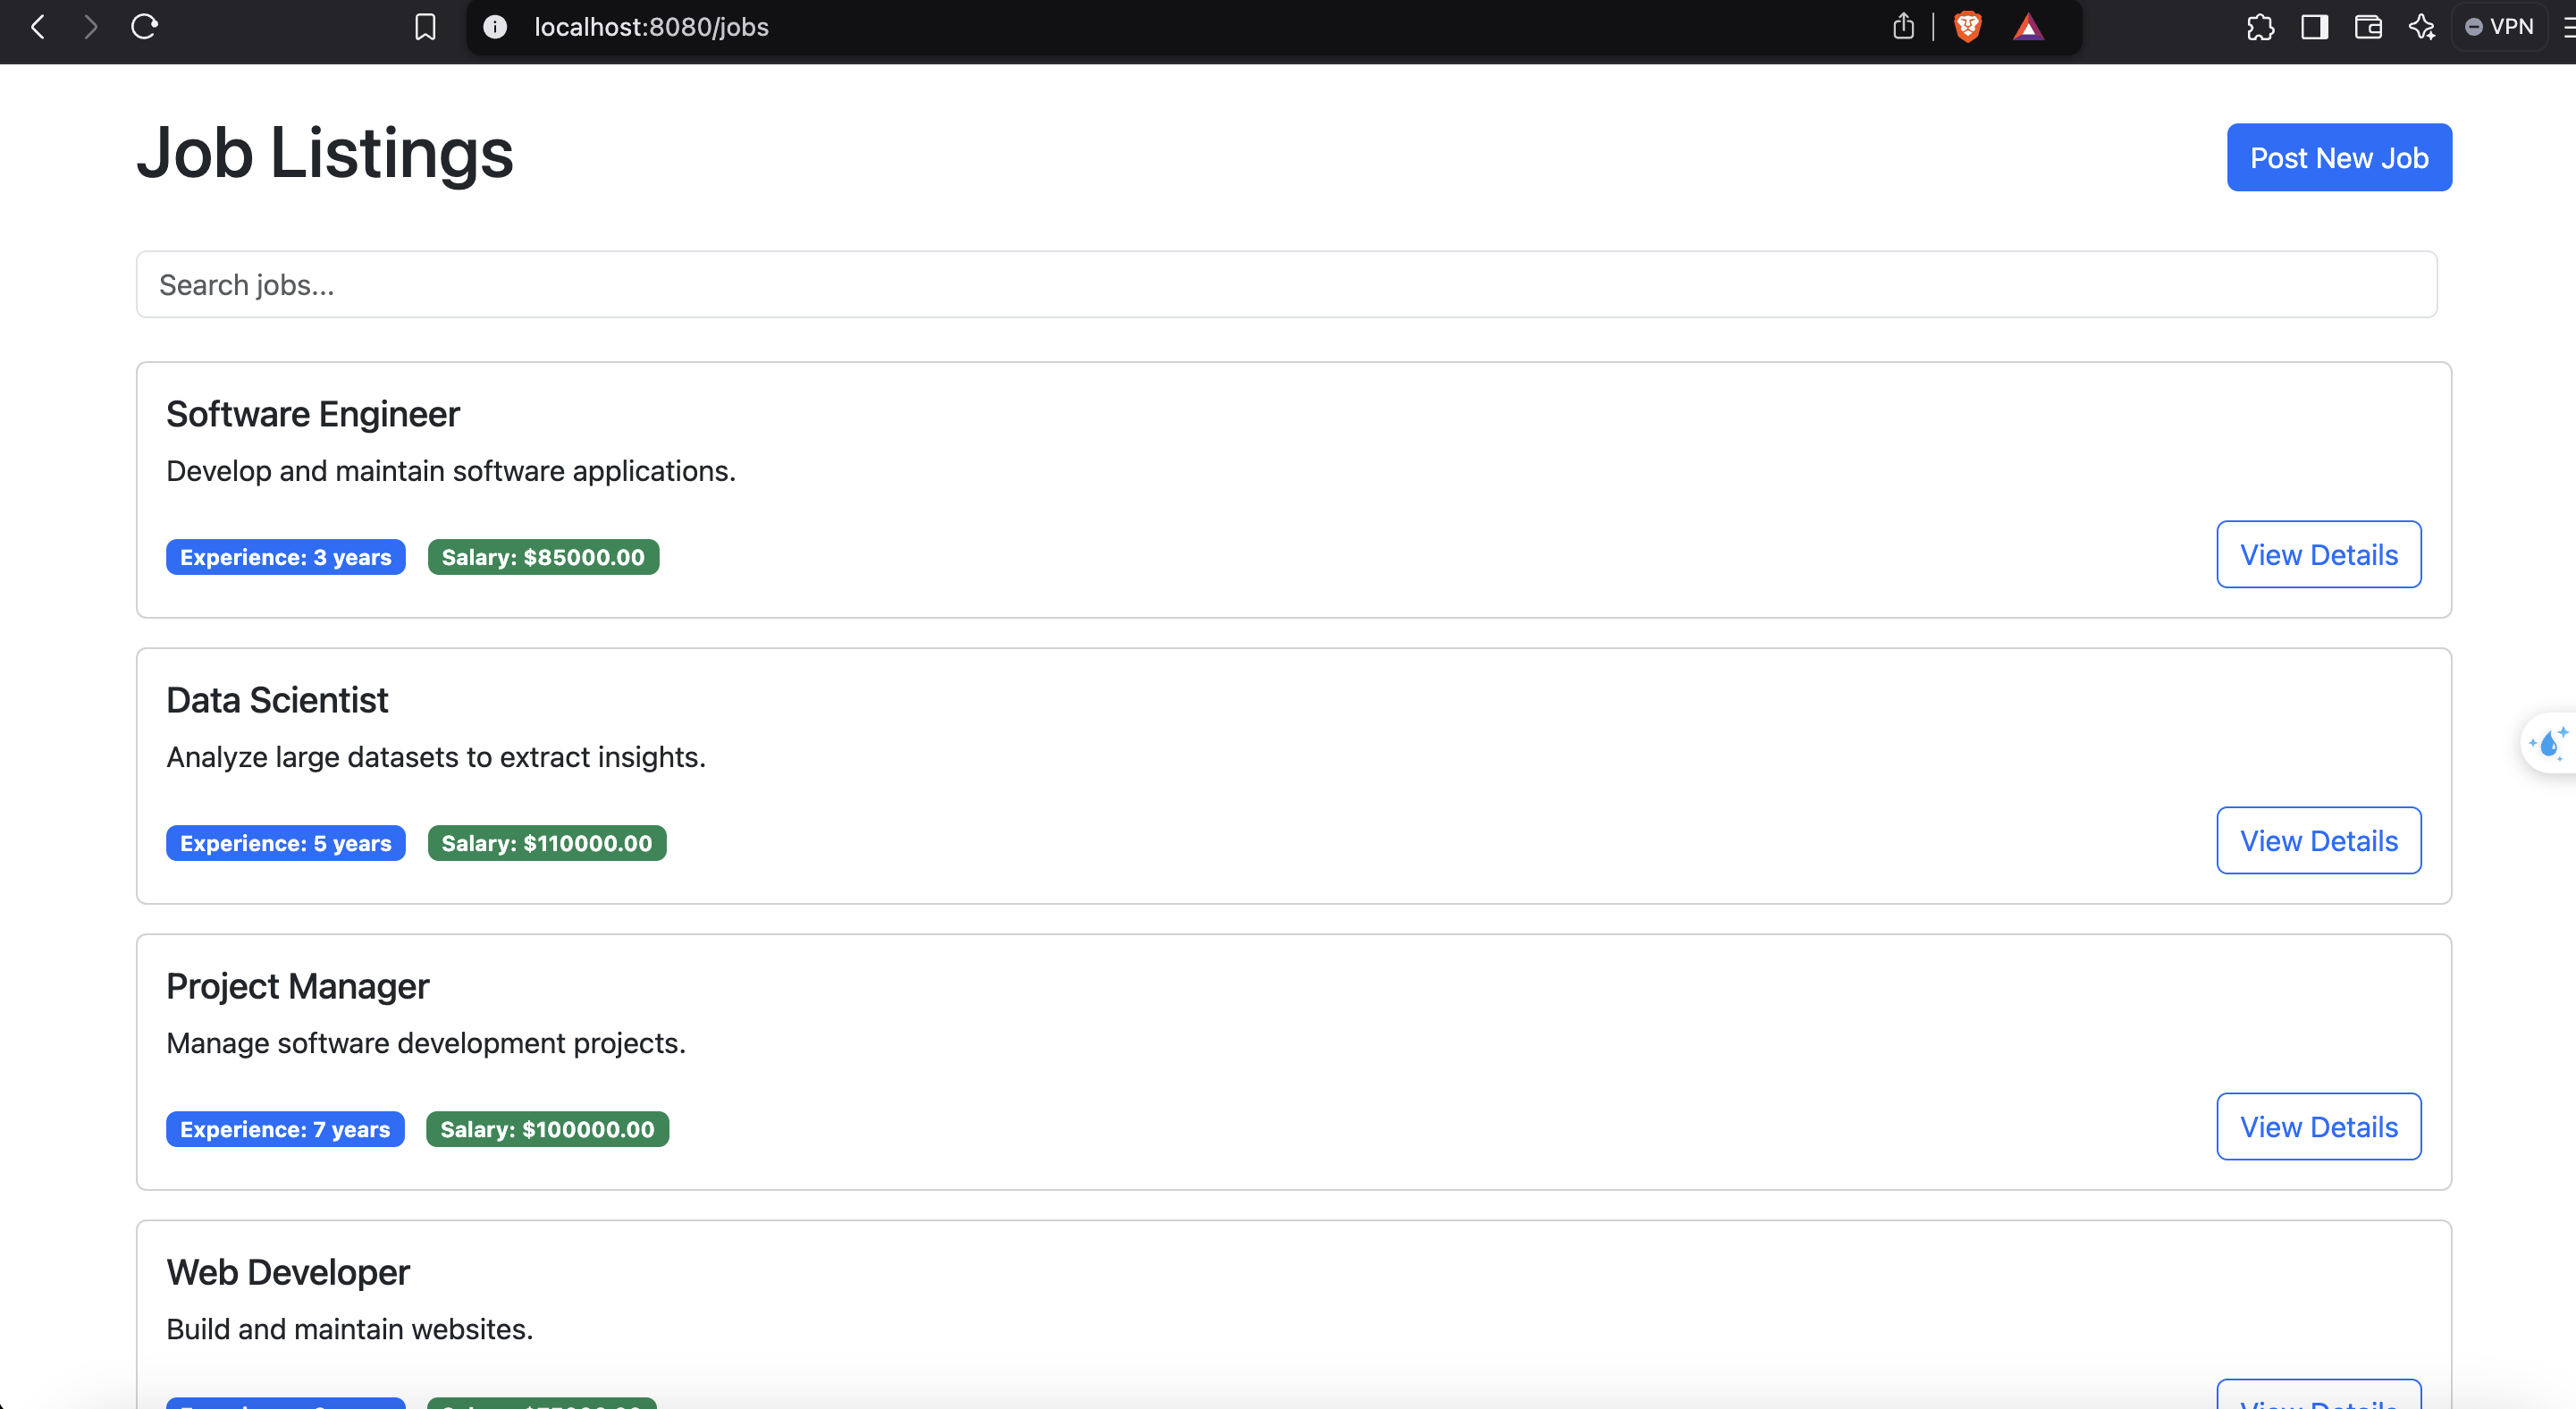 localhost:8080/jobs
VPN
Job Listings
Post New Job
Search jobs...
Software Engineer
Develop and maintain software applications.
Experience: 3 years Salary: $85000.00
View Details
Data Scientist
Analyze large datasets to extract insights.
Experience: 5 years Salary: $110000.00
View Details
Project Manager
Manage software development projects.
Experience: 7 years Salary: $100000.00
View Details
Web Developer
Build and maintain websites.
View Details